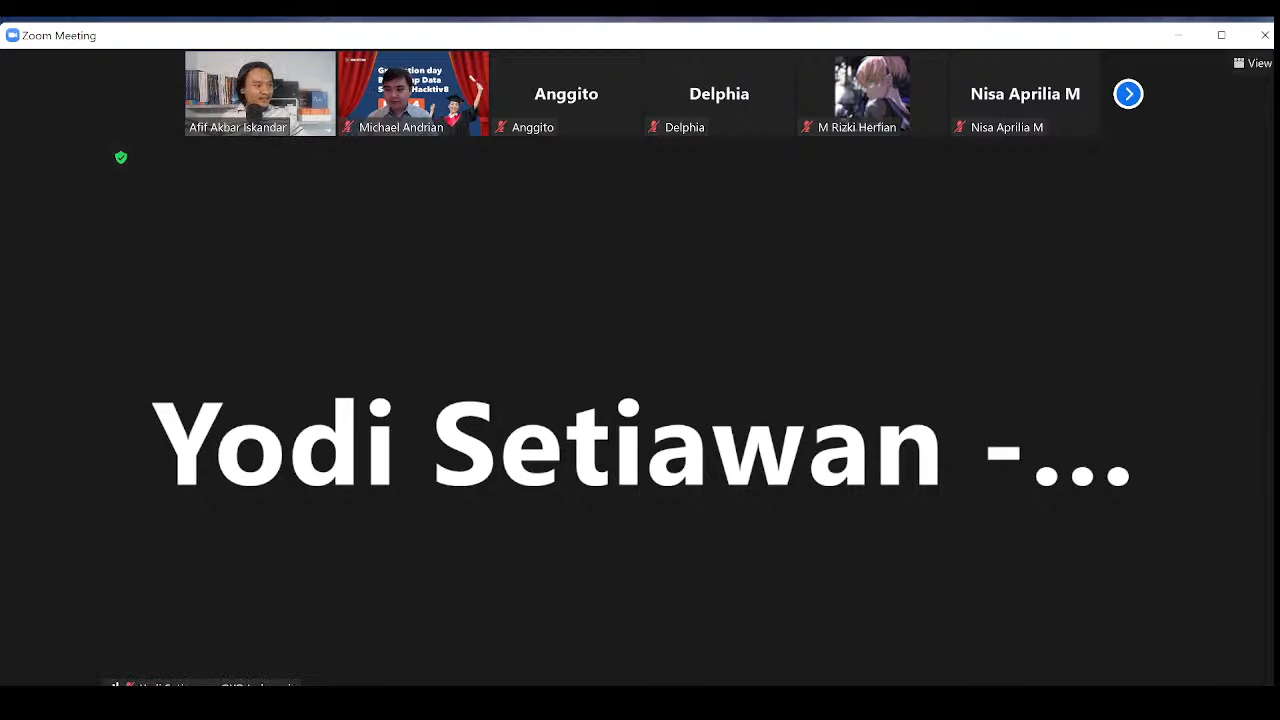 Zoom Meeting
View
Anggito
Delphia
Nisa Aprilia M
Afif Akbar Iskandar
Michael Andrian
Anggito
Delphia
M Rizki Herfian
Nisa Aprilia M
Yodi Setiawan -...